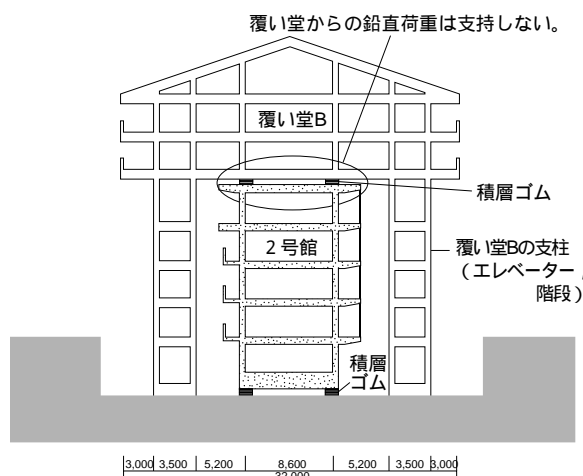 覆い堂からの鉛直荷重は支持しない。
覆い堂B
積層ゴム
2号館
覆い堂Bの支柱
(エレベーター,
階段)
積層
ゴム
3,000 3,500 5,200 8,600 5,200 3,500 3,000
32,000